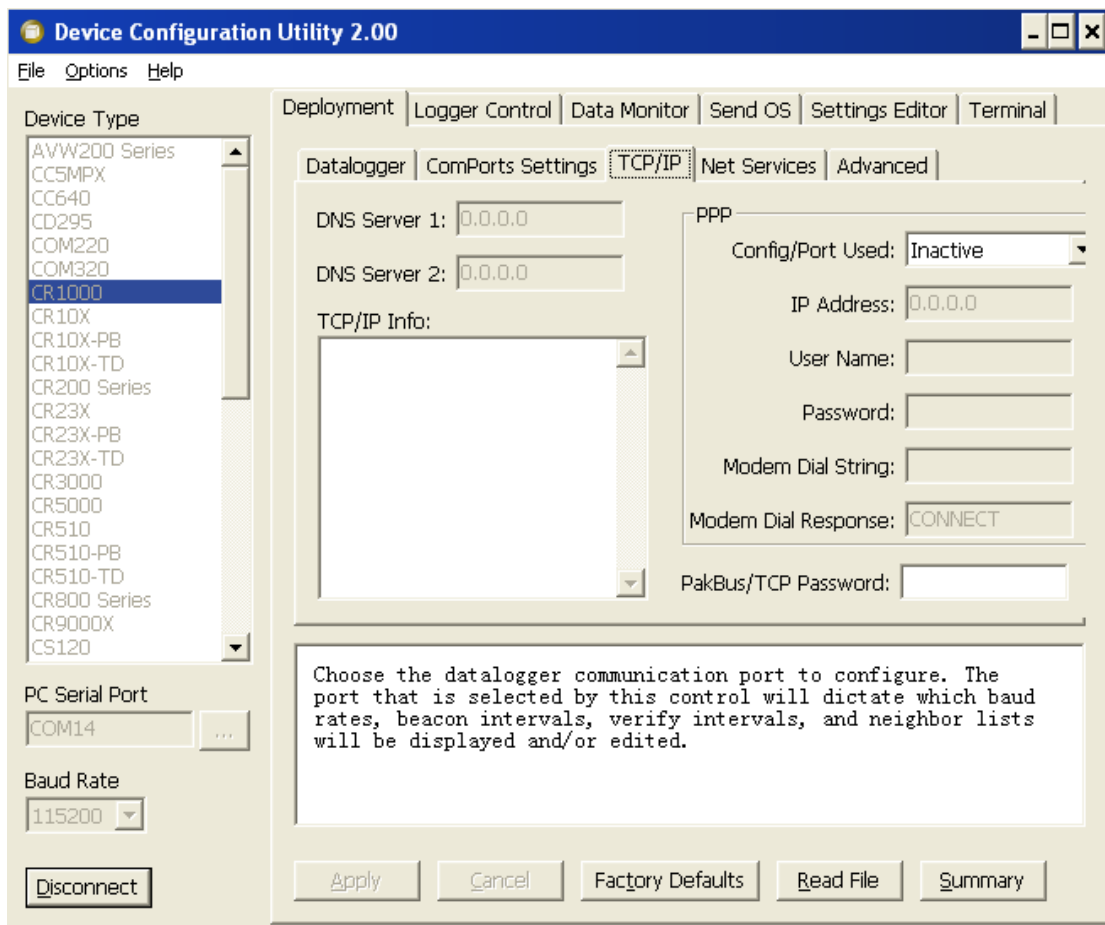 Device Configuration Utility 2.00
File Options Help
Device Type
AVW200 Series
CC5MPX
CC640
CD295
COM220
COM320
CR1000
CR10X
CR10X-PB
CR10X-TD
CR200 Series
CR23X
CR23X-PB
CR23X-TD
CR3000
CR5000
CR510
CR510-PB
CR510-TD
CR800 Series
CR9000X
CS120
PC Serial Port
COM14 ...
Baud Rate
115200
Disconnect
Deployment Logger Control Data Monitor Send OS Settings Editor Terminal
Datalogger ComPorts Settings TCP/IP Net Services Advanced
DNS Server 1: 0.0.0.0
DNS Server 2: 0.0.0.0
TCP/IP Info:
PPP
Config/Port Used: Inactive
IP Address: 0.0.0.0
User Name:
Password:
Modem Dial String:
Modem Dial Response: CONNECT
PakBus/TCP Password:
Choose the datalogger communication port to configure. The
port that is selected by this control will dictate which baud
rates, beacon intervals, verify intervals, and neighbor lists
will be displayed and/or edited.
Apply Cancel Factory Defaults Read File Summary